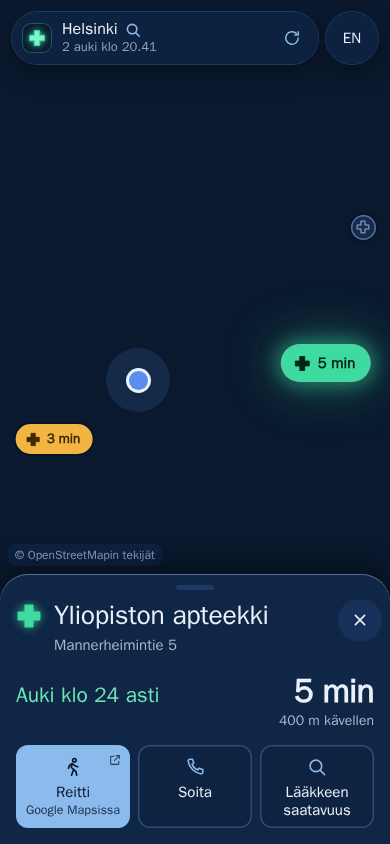 Helsinki
2 auki klo 20.41
EN
5 min
3 min
© OpenStreetMapin tekijät
Yliopiston apteekki
Mannerheimintie 5
Auki klo 24 asti
5 min
400 m kävellen
Reitti
Google Mapsissa
Soita
Lääkkeen
saatavuus